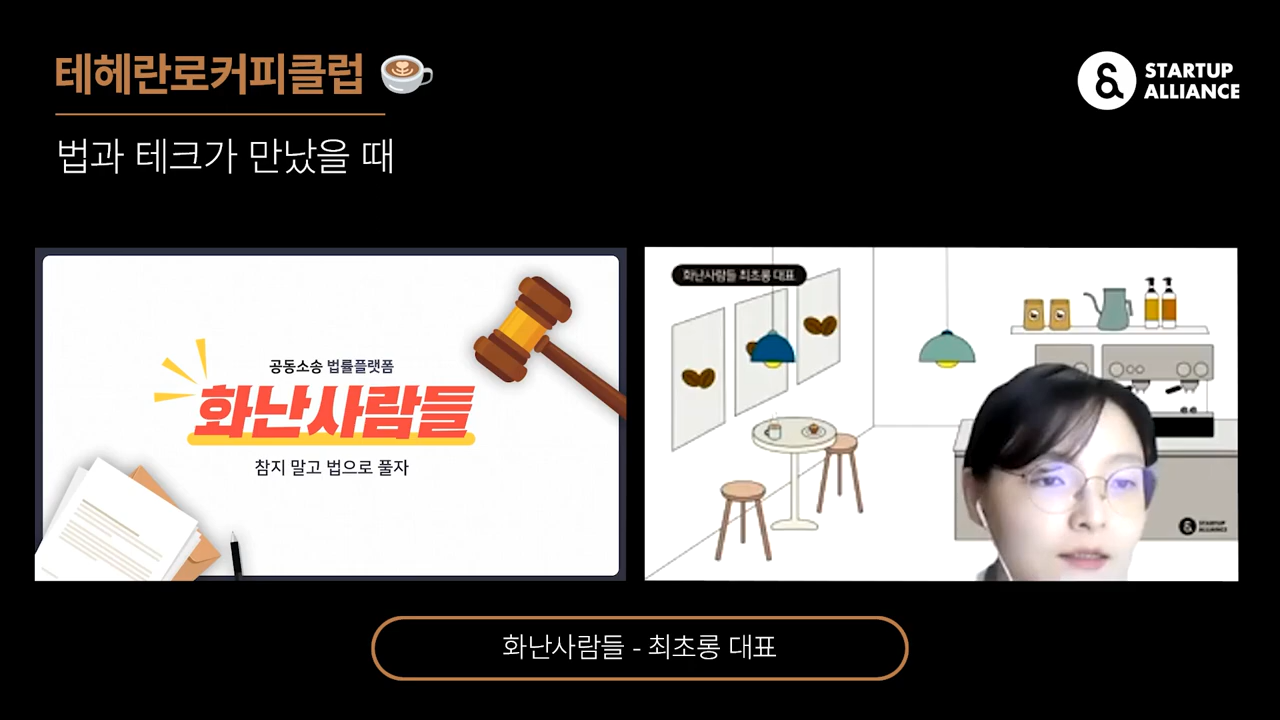 테헤란로커피클럽
STARTUP
ALLIANCE
법과 테크가 만났을 때
공동소송 법률플랫폼
화난사람들
참지 말고 법으로 풀자
화난사람들 최초롱 대표
STARTUP
ALLIANCE
화난사람들 - 최초롱 대표